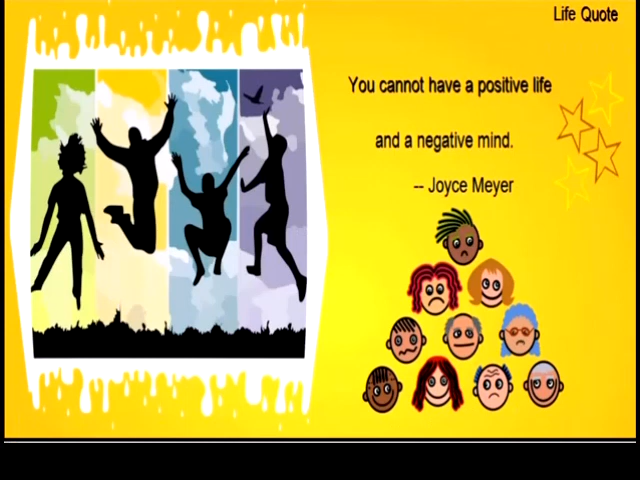 Life Quote
You cannot have a positive life
and a negative mind.
-- Joyce Meyer